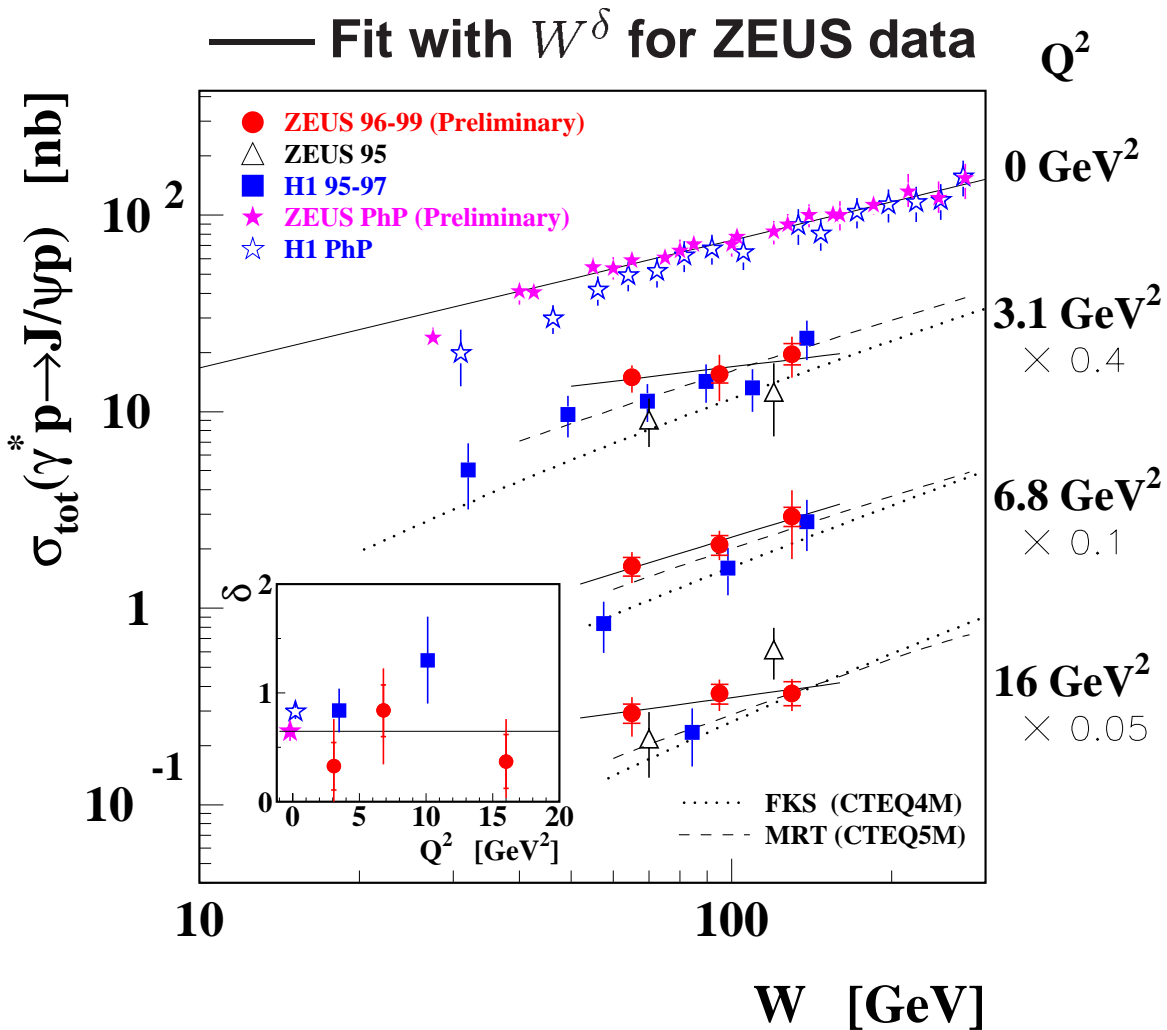 Fit with W^δ for ZEUS data
Q²
σ_tot(γ* p→J/ψp) [nb]
ZEUS 96-99 (Preliminary)
ZEUS 95
H1 95-97
ZEUS PhP (Preliminary)
H1 PhP
0 GeV²
3.1 GeV²
× 0.4
6.8 GeV²
× 0.1
16 GeV²
× 0.05
10²
10
1
10⁻¹
δ
2
1
0
0 5 10 15 20
Q² [GeV²]
FKS (CTEQ4M)
MRT (CTEQ5M)
10 100
W [GeV]